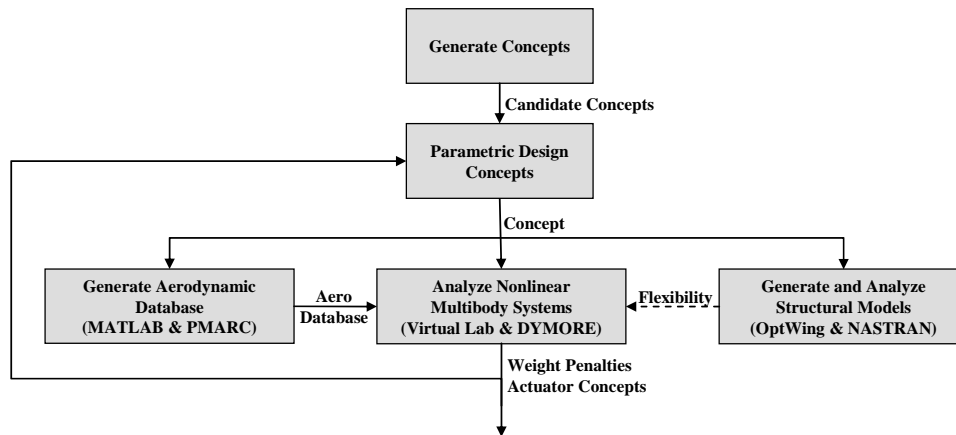 Generate Concepts
Candidate Concepts
Parametric Design
Concepts
Concept
Generate Aerodynamic
Database
(MATLAB & PMARC)
Aero
Database
Analyze Nonlinear
Multibody Systems
(Virtual Lab & DYMORE)
Flexibility
Generate and Analyze
Structural Models
(OptWing & NASTRAN)
Weight Penalties
Actuator Concepts